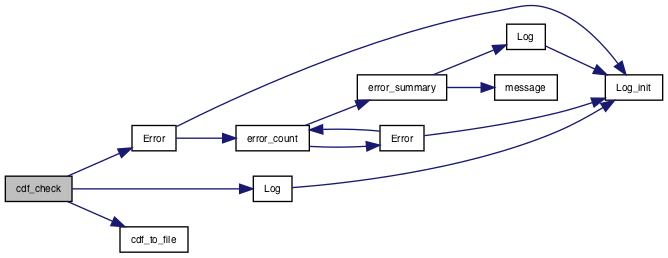 Log
error_summary
message
Log_init
Error
error_count
Error
cdf_check
Log
cdf_to_file